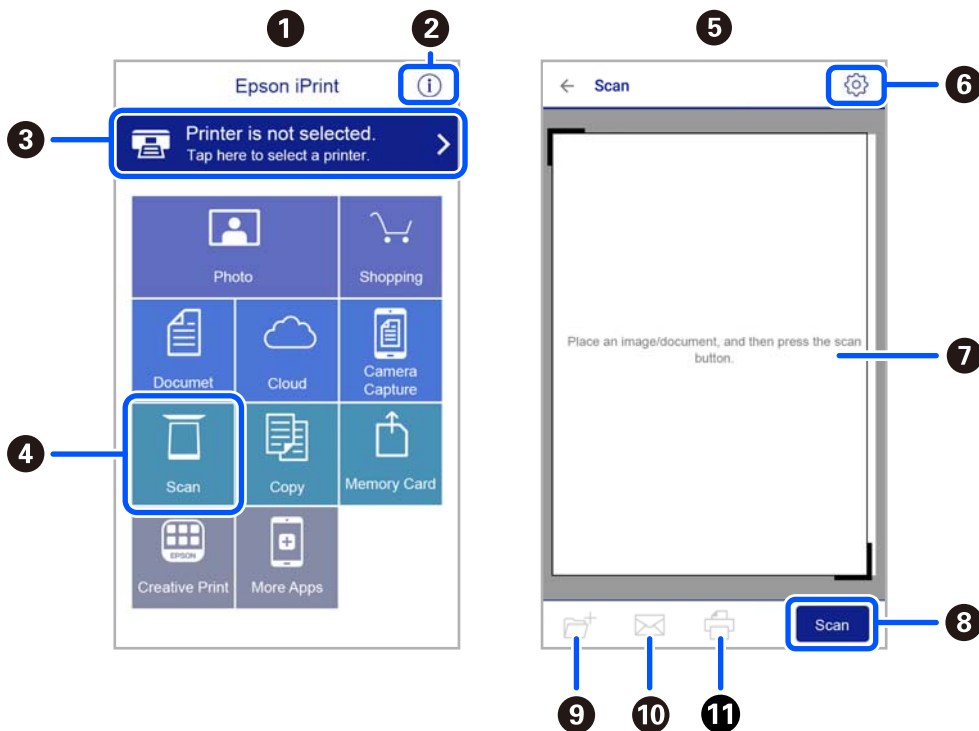 1
2
5
Epson iPrint
i
Scan
6
3
Printer is not selected.
Tap here to select a printer.
Photo
Shopping
Place an image/document, and then press the scan
button.
7
Documet
Cloud
Camera
Capture
4
Scan
Copy
Memory Card
EPSON
Creative Print
More Apps
Scan
8
9
10
11